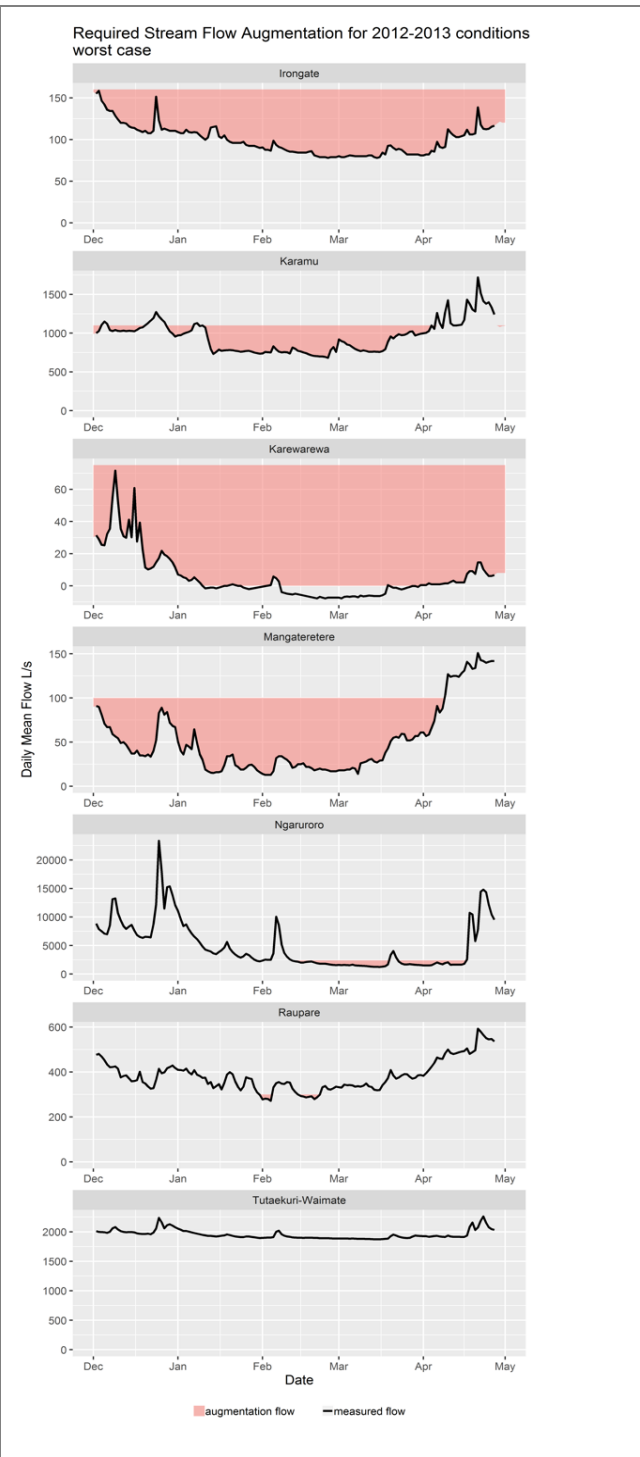 Required Stream Flow Augmentation for 2012-2013 conditions
worst case
Irongate
150
100
50
0
Dec Jan Feb Mar Apr May
Karamu
1500
1000
500
0
Dec Jan Feb Mar Apr May
Karewarewa
60
40
20
0
Dec Jan Feb Mar Apr May
Mangateretere
150
100
50
0
Dec Jan Feb Mar Apr May
Daily Mean Flow L/s
Ngaruroro
20000
15000
10000
5000
0
Dec Jan Feb Mar Apr May
Raupare
600
400
200
0
Dec Jan Feb Mar Apr May
Tutaekuri-Waimate
2000
1500
1000
500
0
Dec Jan Feb Mar Apr May
Date
augmentation flow measured flow